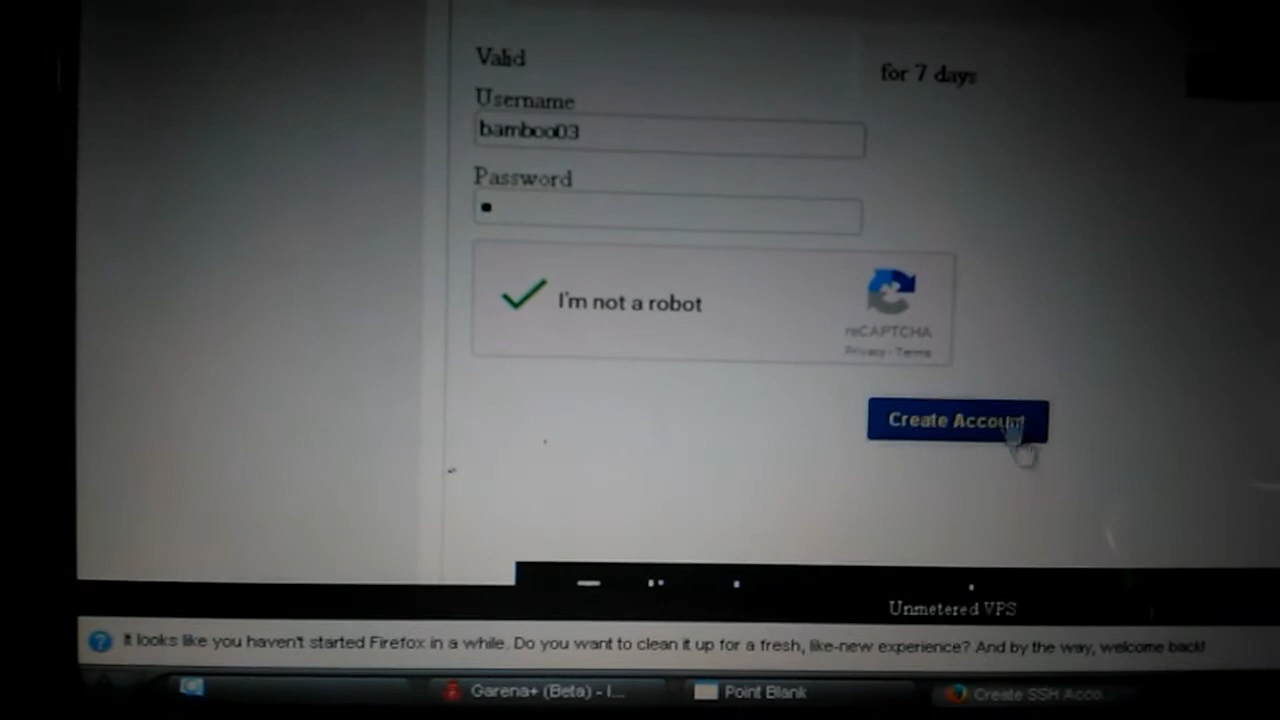 Valid
for 7 days
Username
bamboo03
Password
I'm not a robot
reCAPTCHA
Privacy - Terms
Create Account
Unmetered VPS
It looks like you haven't started Firefox in a while. Do you want to clean it up for a fresh, like-new experience? And by the way, welcome back!
Garena+ (Beta) - I...
Point Blank
Create SSH Acco...